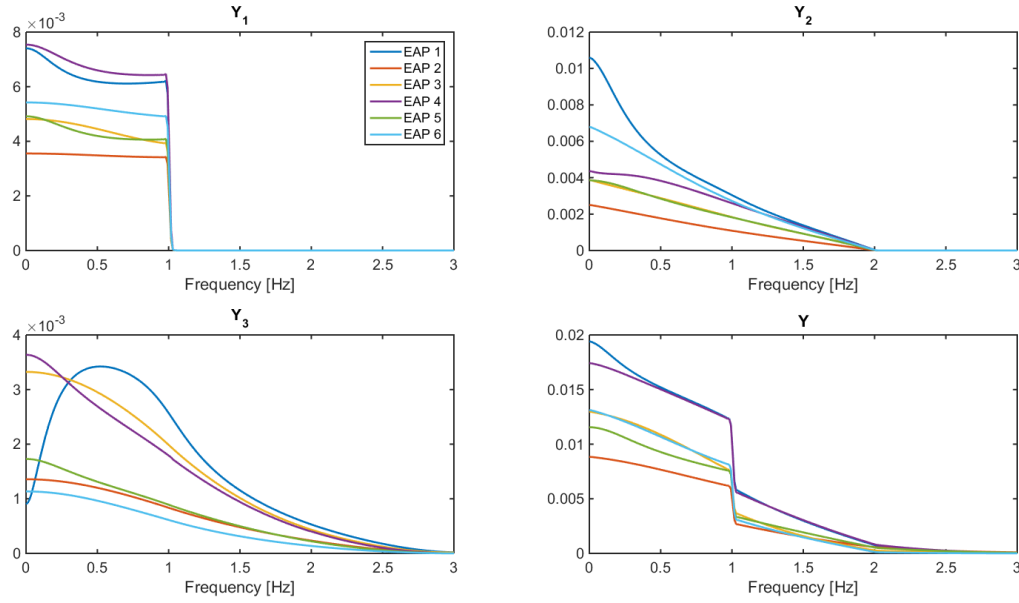 Y1
×10-3
8
6
4
2
0
0 0.5 1 1.5 2 2.5 3
Frequency [Hz]
EAP 1
EAP 2
EAP 3
EAP 4
EAP 5
EAP 6
Y2
0.012
0.01
0.008
0.006
0.004
0.002
0
0 0.5 1 1.5 2 2.5 3
Frequency [Hz]
Y3
×10-3
4
3
2
1
0
0 0.5 1 1.5 2 2.5 3
Frequency [Hz]
Y
0.02
0.015
0.01
0.005
0
0 0.5 1 1.5 2 2.5 3
Frequency [Hz]